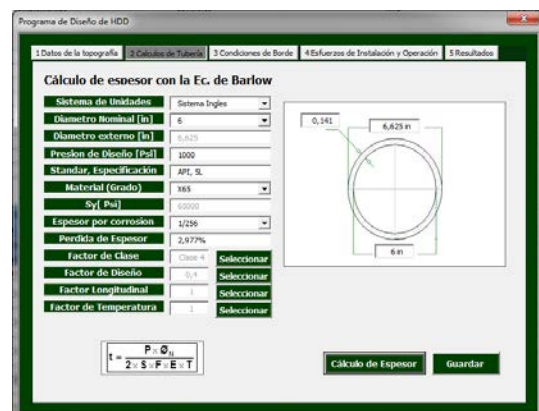 Programa de Diseño de HDD
1 Datos de la topografía 2 Calculos de Tubería 3 Condiciones de Borde 4 Esfuerzos de Instalación y Operación 5 Resultados
Cálculo de espesor con la Ec. de Barlow
Sistema de Unidades Sistema Ingles
Diametro Nominal [in] 6
Diametro externo [in] 6,625
Presion de Diseño [Psi] 1000
Standar, Especificación API, 5L
Material (Grado) X65
Sy[ Psi] 65000
Espesor por corrosion 1/256
Perdida de Espesor 2,977%
Factor de Clase Clase 4 Seleccionar
Factor de Diseño 0,4 Seleccionar
Factor Longitudinal 1 Seleccionar
Factor de Temperatura 1 Seleccionar
0,141
6,625 in
6 in
t = P × Ø N
2 × S × F × E × T
Cálculo de Espesor Guardar